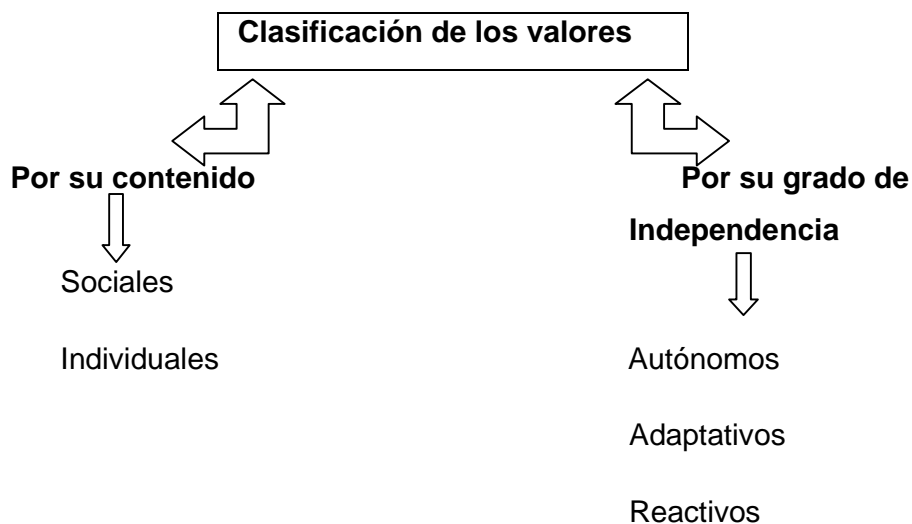 Clasificación de los valores
Por su contenido
Sociales
Individuales
Por su grado de
Independencia
Autónomos
Adaptativos
Reactivos